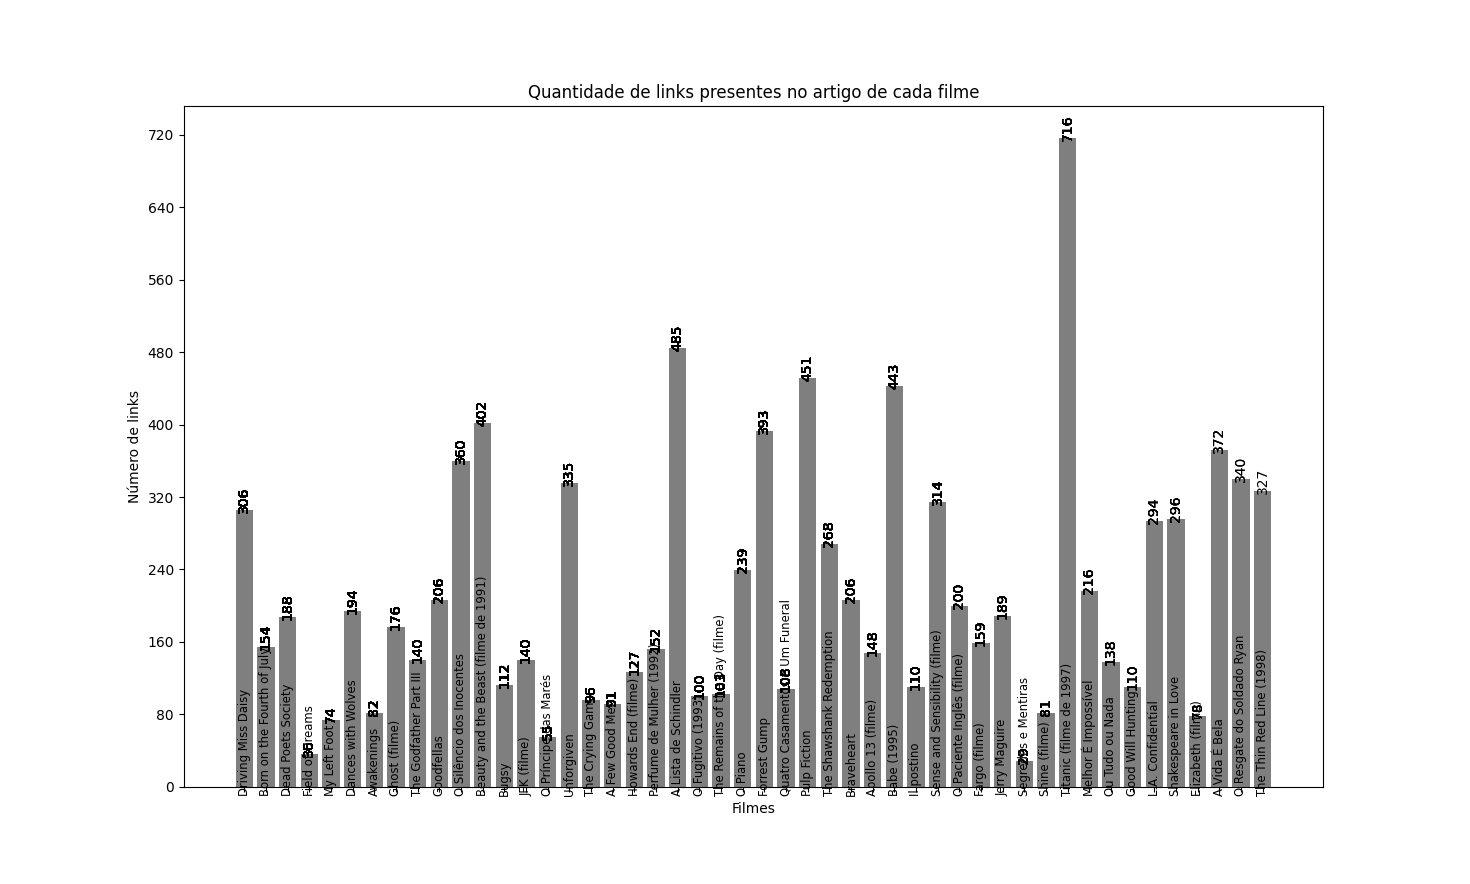 Quantidade de links presentes no artigo de cada filme
Número de links
720
640
560
480
400
320
240
160
80
0
306
154
188
36
74
194
82
176
140
206
360
402
112
140
55
335
96
91
127
152
485
100
103
239
393
108
451
268
206
148
443
110
314
200
159
189
29
81
716
216
138
110
294
296
78
372
340
327
Driving Miss Daisy
Born on the Fourth of July
Dead Poets Society
Field of Dreams
My Left Foot
Dances with Wolves
Awakenings
Ghost (filme)
The Godfather Part III
Goodfellas
O Silêncio dos Inocentes
Beauty and the Beast (filme de 1991)
Bugsy
JFK (filme)
O Príncipe das Marés
Unforgiven
The Crying Game
A Few Good Men
Howards End (filme)
Perfume de Mulher (1992)
A Lista de Schindler
O Fugitivo (1993)
The Remains of the Day (filme)
O Piano
Forrest Gump
Quatro Casamentos e Um Funeral
Pulp Fiction
The Shawshank Redemption
Braveheart
Apollo 13 (filme)
Babe (1995)
Il postino
Sense and Sensibility (filme)
O Paciente Inglês (filme)
Fargo (filme)
Jerry Maguire
Segredos e Mentiras
Shine (filme)
Titanic (filme de 1997)
Melhor É Impossível
Ou Tudo ou Nada
Good Will Hunting
L.A. Confidential
Shakespeare in Love
Elizabeth (filme)
A Vida É Bela
O Resgate do Soldado Ryan
The Thin Red Line (1998)
Filmes